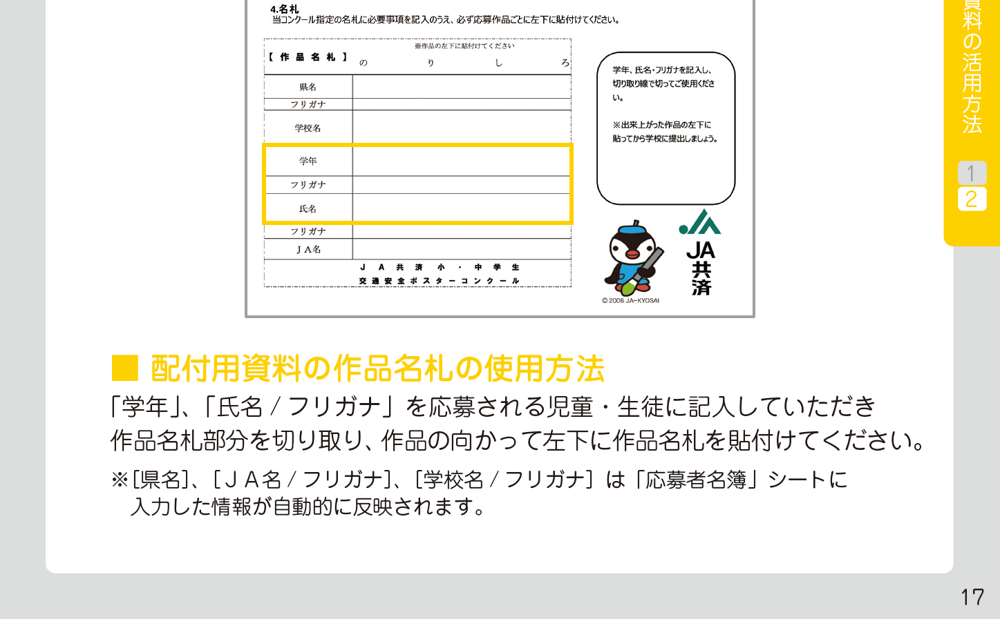 4.名札
当コンクール指定の名札に必要事項を記入のうえ、必ず応募作品ごとに左下に貼付けてください。
※作品の左下に貼付けてください
【作品名札】 のりしろ
県名
フリガナ
学校名
学年
フリガナ
氏名
フリガナ
ＪＡ名
ＪＡ共済小・中学生
交通安全ポスターコンクール
学年、氏名・フリガナを記入し、
切り取り線で切ってご使用くださ
い。
※出来上がった作品の左下に
貼ってから学校に提出しましょう。
JA
共
済
© 2006 JA-KYOSAI
資料の活用方法
1
2
■ 配付用資料の作品名札の使用方法
「学年」、「氏名 / フリガナ」を応募される児童・生徒に記入していただき
作品名札部分を切り取り、作品の向かって左下に作品名札を貼付けてください。
※［県名］、［ＪＡ名 / フリガナ］、［学校名 / フリガナ］は「応募者名簿」シートに
入力した情報が自動的に反映されます。
17